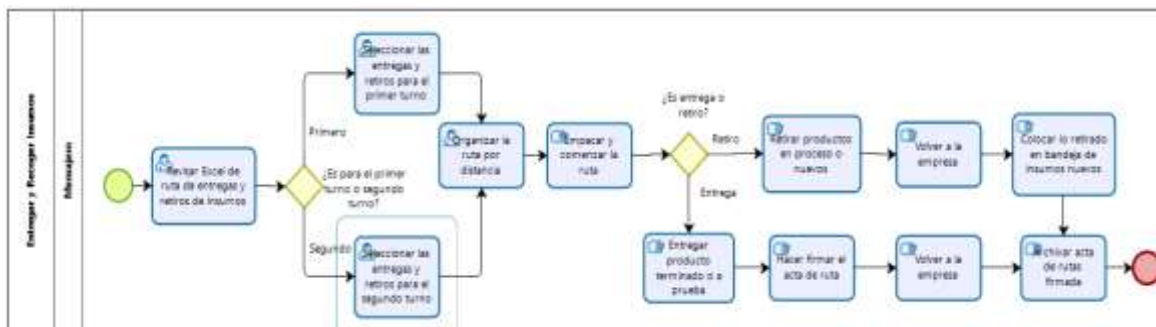 Entregar y Recoger Insumos
Mensajero
Revisar Excel de
ruta de entregas y
retiros de insumos
¿Es para el primer
turno o segundo
turno?
Primero
Segundo
Seleccionar las
entregas y
retiros para el
primer turno
Seleccionar las
entregas y
retiros para el
segundo turno
Organizar la
ruta por
distancia
Empacar y
comenzar la
ruta
¿Es entrega o
retiro?
Retiro
Entrega
Retirar productos
en proceso o
nuevos
Volver a la
empresa
Colocar lo retirado
en bandeja de
insumos nuevos
Entregar
producto
terminado o a
prueba
Hacer firmar el
acta de ruta
Volver a la
empresa
Archivar acta
de rutas
firmada